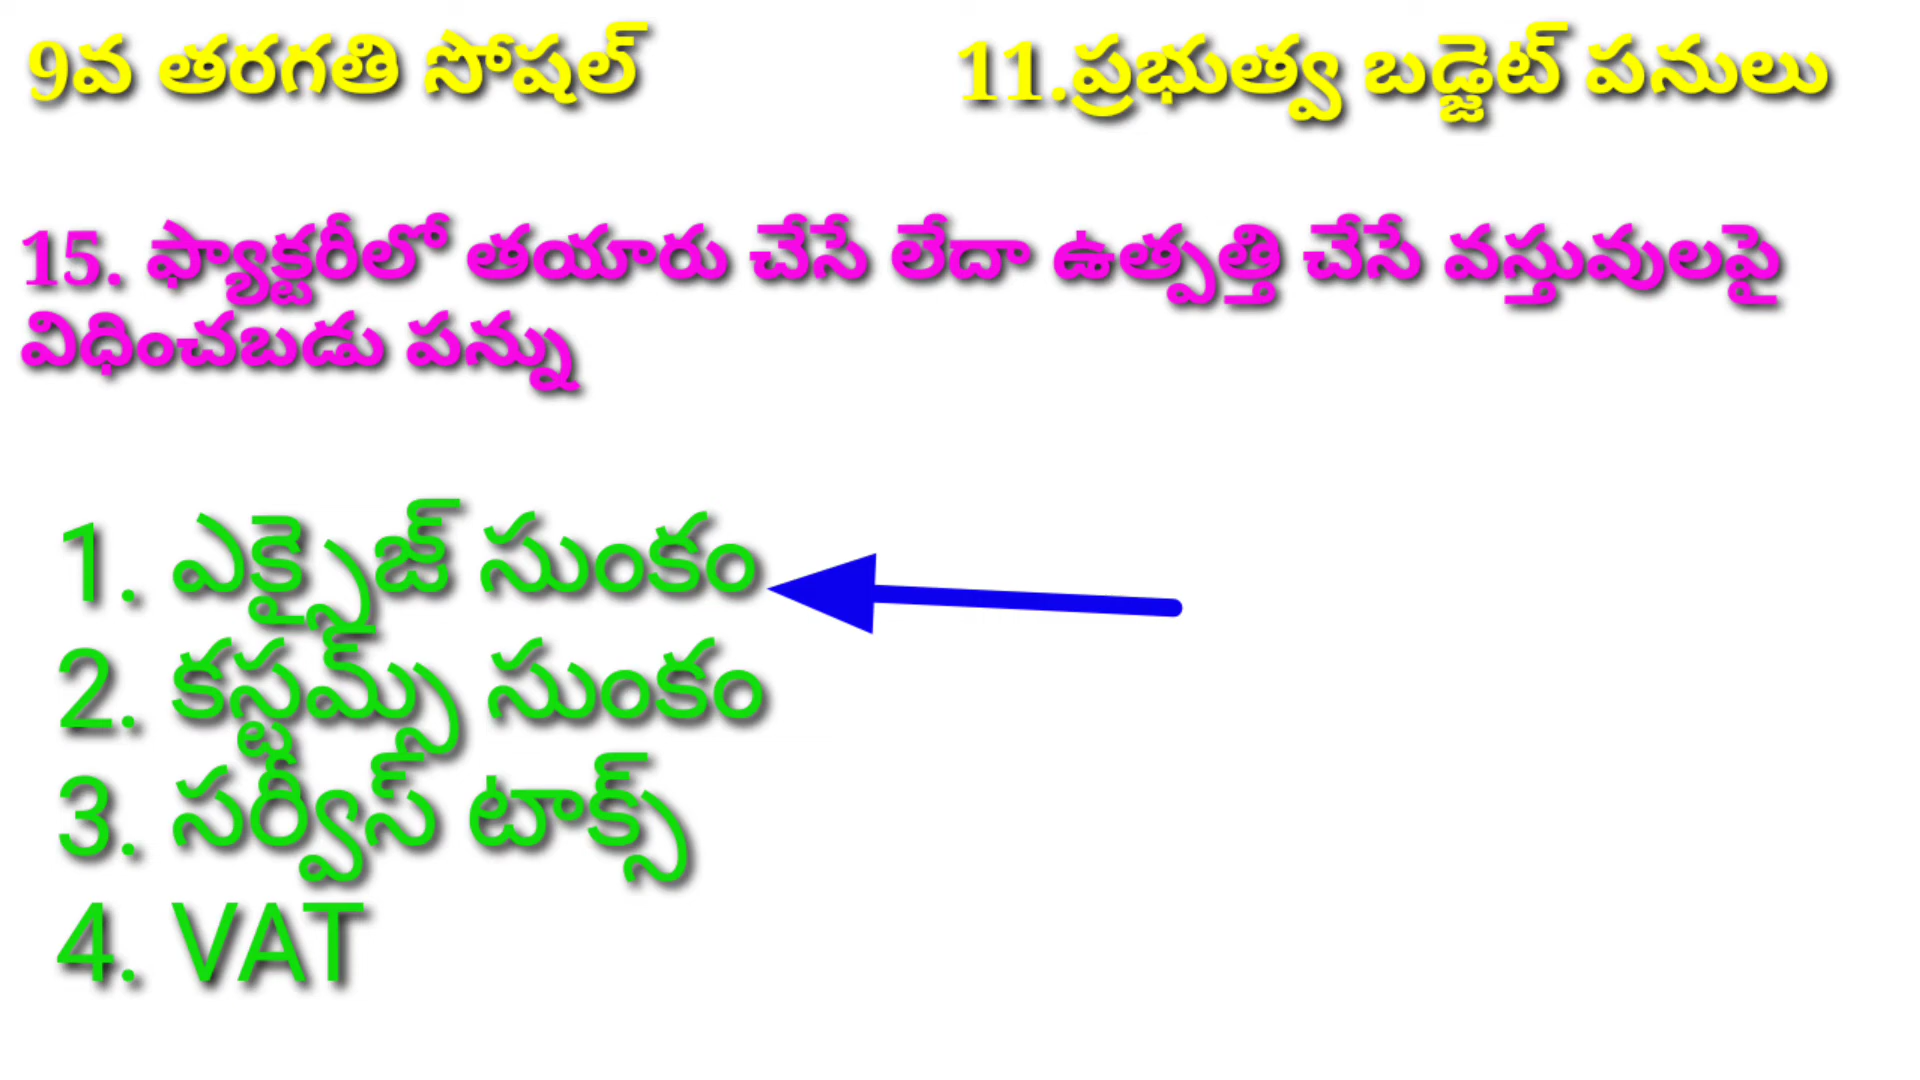 9వ తరగతి సోషల్ 11.ప్రభుత్వ బడ్జెట్ పనులు
15. ఫ్యాక్టరీలో తయారు చేసే లేదా ఉత్పత్తి చేసే వస్తువులపై
విధించబడు పన్ను
1. ఎక్సైజ్ సుంకం
2. కస్టమ్స్ సుంకం
3. సర్వీస్ టాక్స్
4. VAT